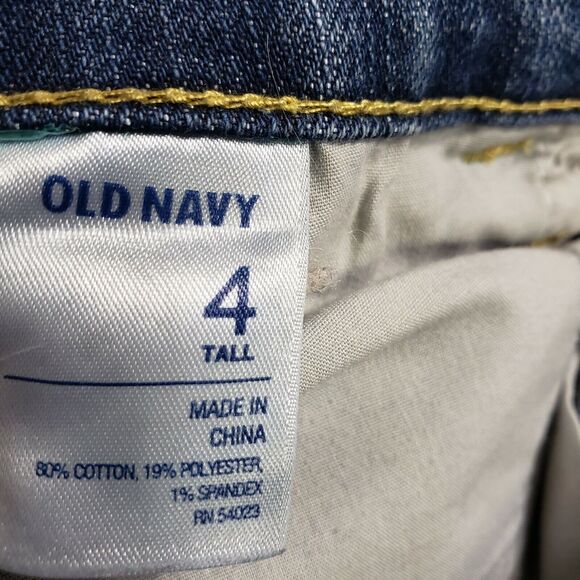 OLD NAVY
4
TALL
MADE IN
CHINA
80% COTTON, 19% POLYESTER,
1% SPANDEX
RN 54023